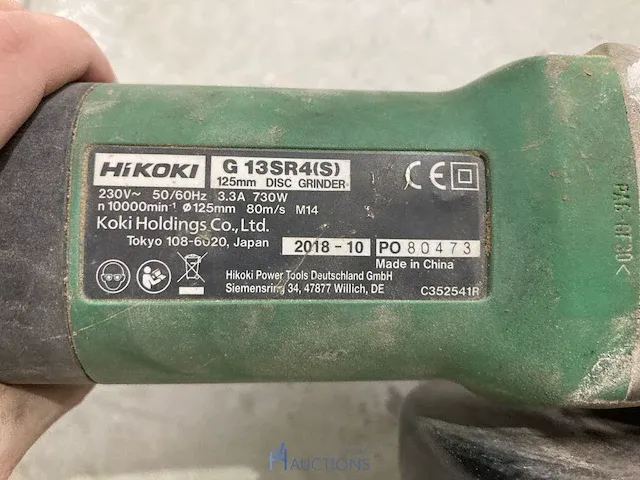 HiKOKI G 13SR4(S)
125mm DISC GRINDER
230V~ 50/60Hz 3.3A 730W
n 10000min⁻¹ ø125mm 80m/s M14
Koki Holdings Co., Ltd.
Tokyo 108-6020, Japan
2018-10 PO 80473
Made in China
Hikoki Power Tools Deutschland GmbH
Siemensring 34, 47877 Willich, DE
C352541R
CE
AUCTIONS